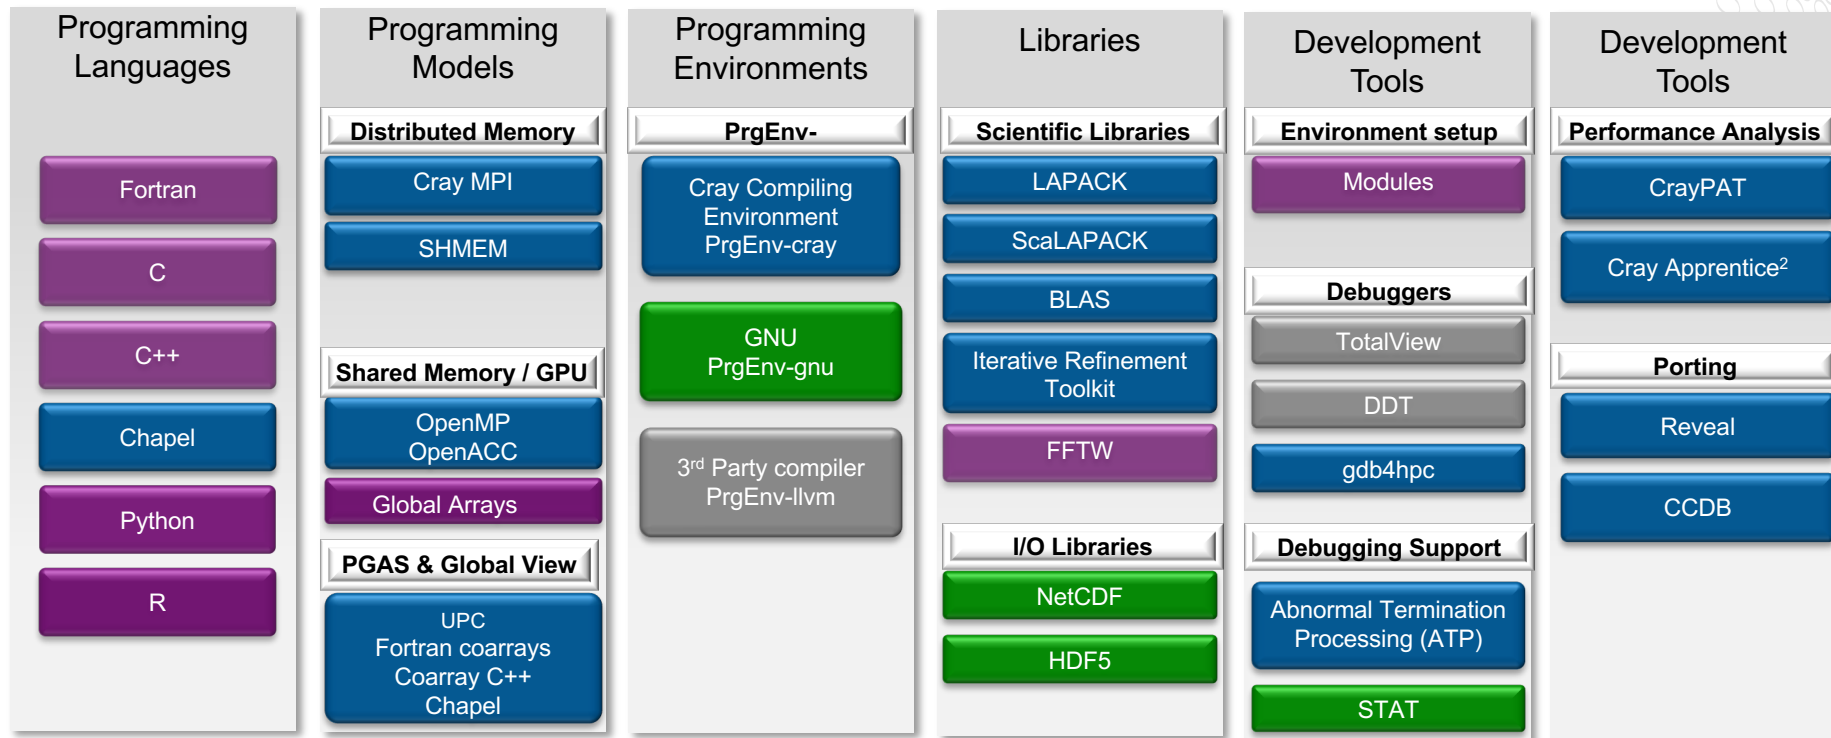 Programming
Languages
Fortran
C
C++
Chapel
Python
R
Programming
Models
Distributed Memory
Cray MPI
SHMEM
Shared Memory / GPU
OpenMP
OpenACC
Global Arrays
PGAS & Global View
UPC
Fortran coarrays
Coarray C++
Chapel
Programming
Environments
PrgEnv-
Cray Compiling
Environment
PrgEnv-cray
GNU
PrgEnv-gnu
3rd Party compiler
PrgEnv-llvm
Libraries
Scientific Libraries
LAPACK
ScaLAPACK
BLAS
Iterative Refinement
Toolkit
FFTW
I/O Libraries
NetCDF
HDF5
Development
Tools
Environment setup
Modules
Debuggers
TotalView
DDT
gdb4hpc
Debugging Support
Abnormal Termination
Processing (ATP)
STAT
Development
Tools
Performance Analysis
CrayPAT
Cray Apprentice²
Porting
Reveal
CCDB